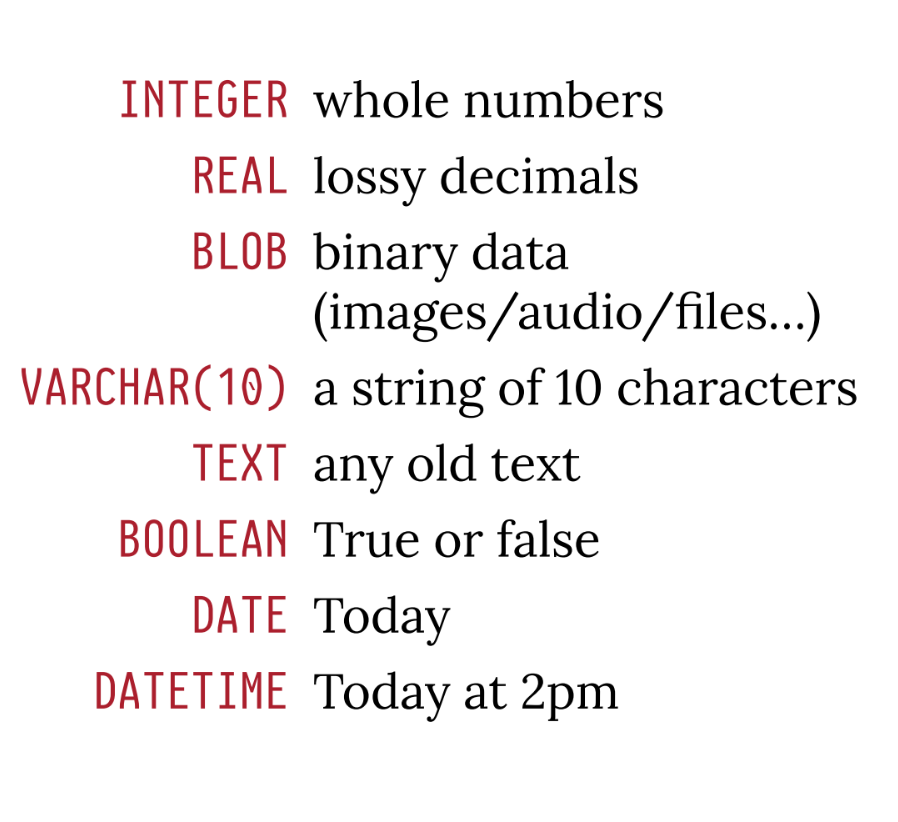 INTEGER whole numbers
REAL lossy decimals
BLOB binary data
(images/audio/files...)
VARCHAR(10) a string of 10 characters
TEXT any old text
BOOLEAN True or false
DATE Today
DATETIME Today at 2pm